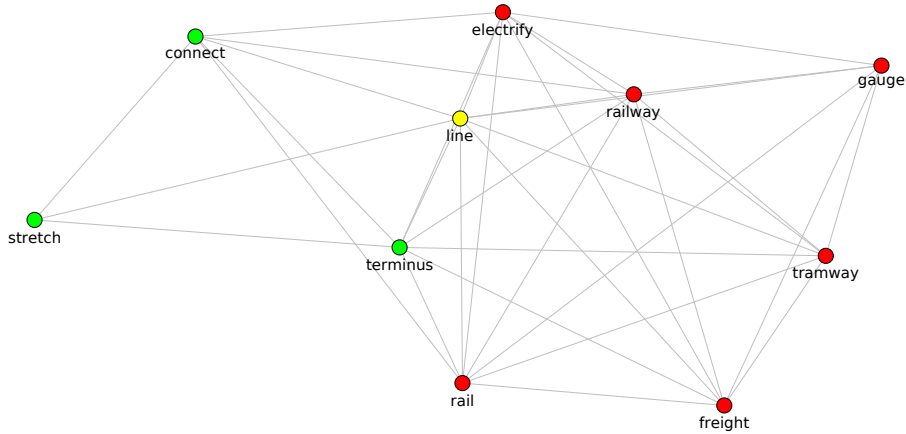 electrify
connect
gauge
railway
line
stretch
terminus
tramway
rail
freight